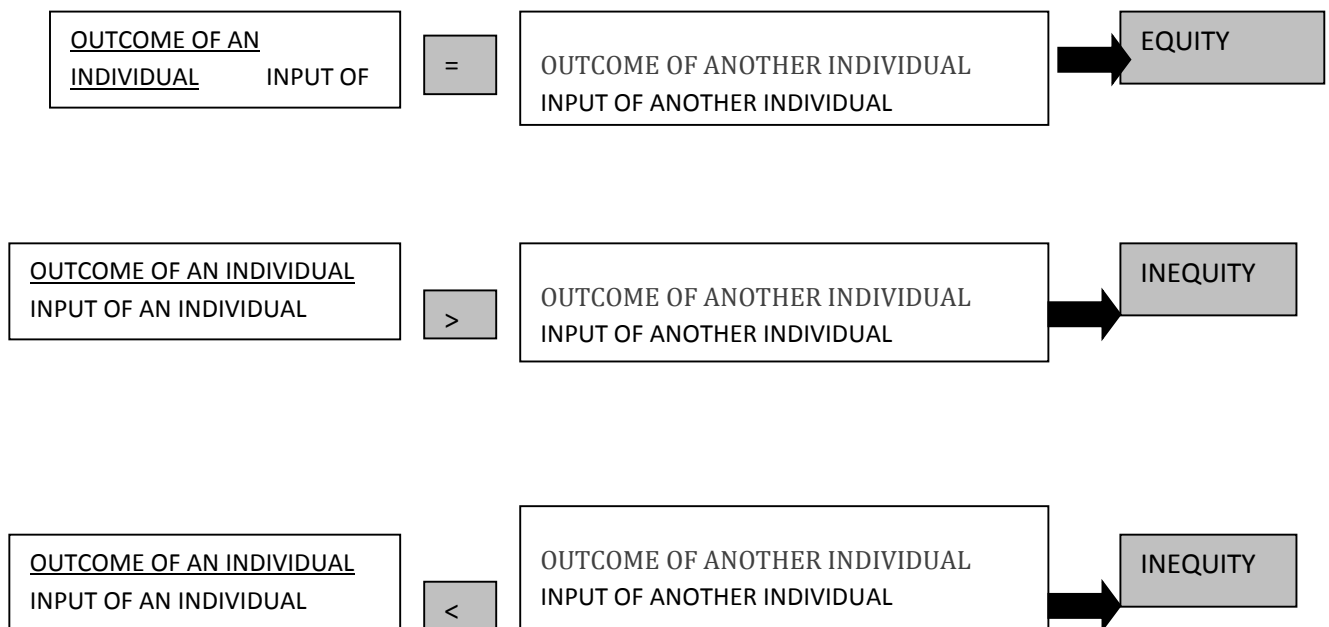 OUTCOME OF AN
INDIVIDUAL INPUT OF
=
OUTCOME OF ANOTHER INDIVIDUAL
INPUT OF ANOTHER INDIVIDUAL
EQUITY
OUTCOME OF AN INDIVIDUAL
INPUT OF AN INDIVIDUAL
>
OUTCOME OF ANOTHER INDIVIDUAL
INPUT OF ANOTHER INDIVIDUAL
INEQUITY
OUTCOME OF AN INDIVIDUAL
INPUT OF AN INDIVIDUAL
<
OUTCOME OF ANOTHER INDIVIDUAL
INPUT OF ANOTHER INDIVIDUAL
INEQUITY